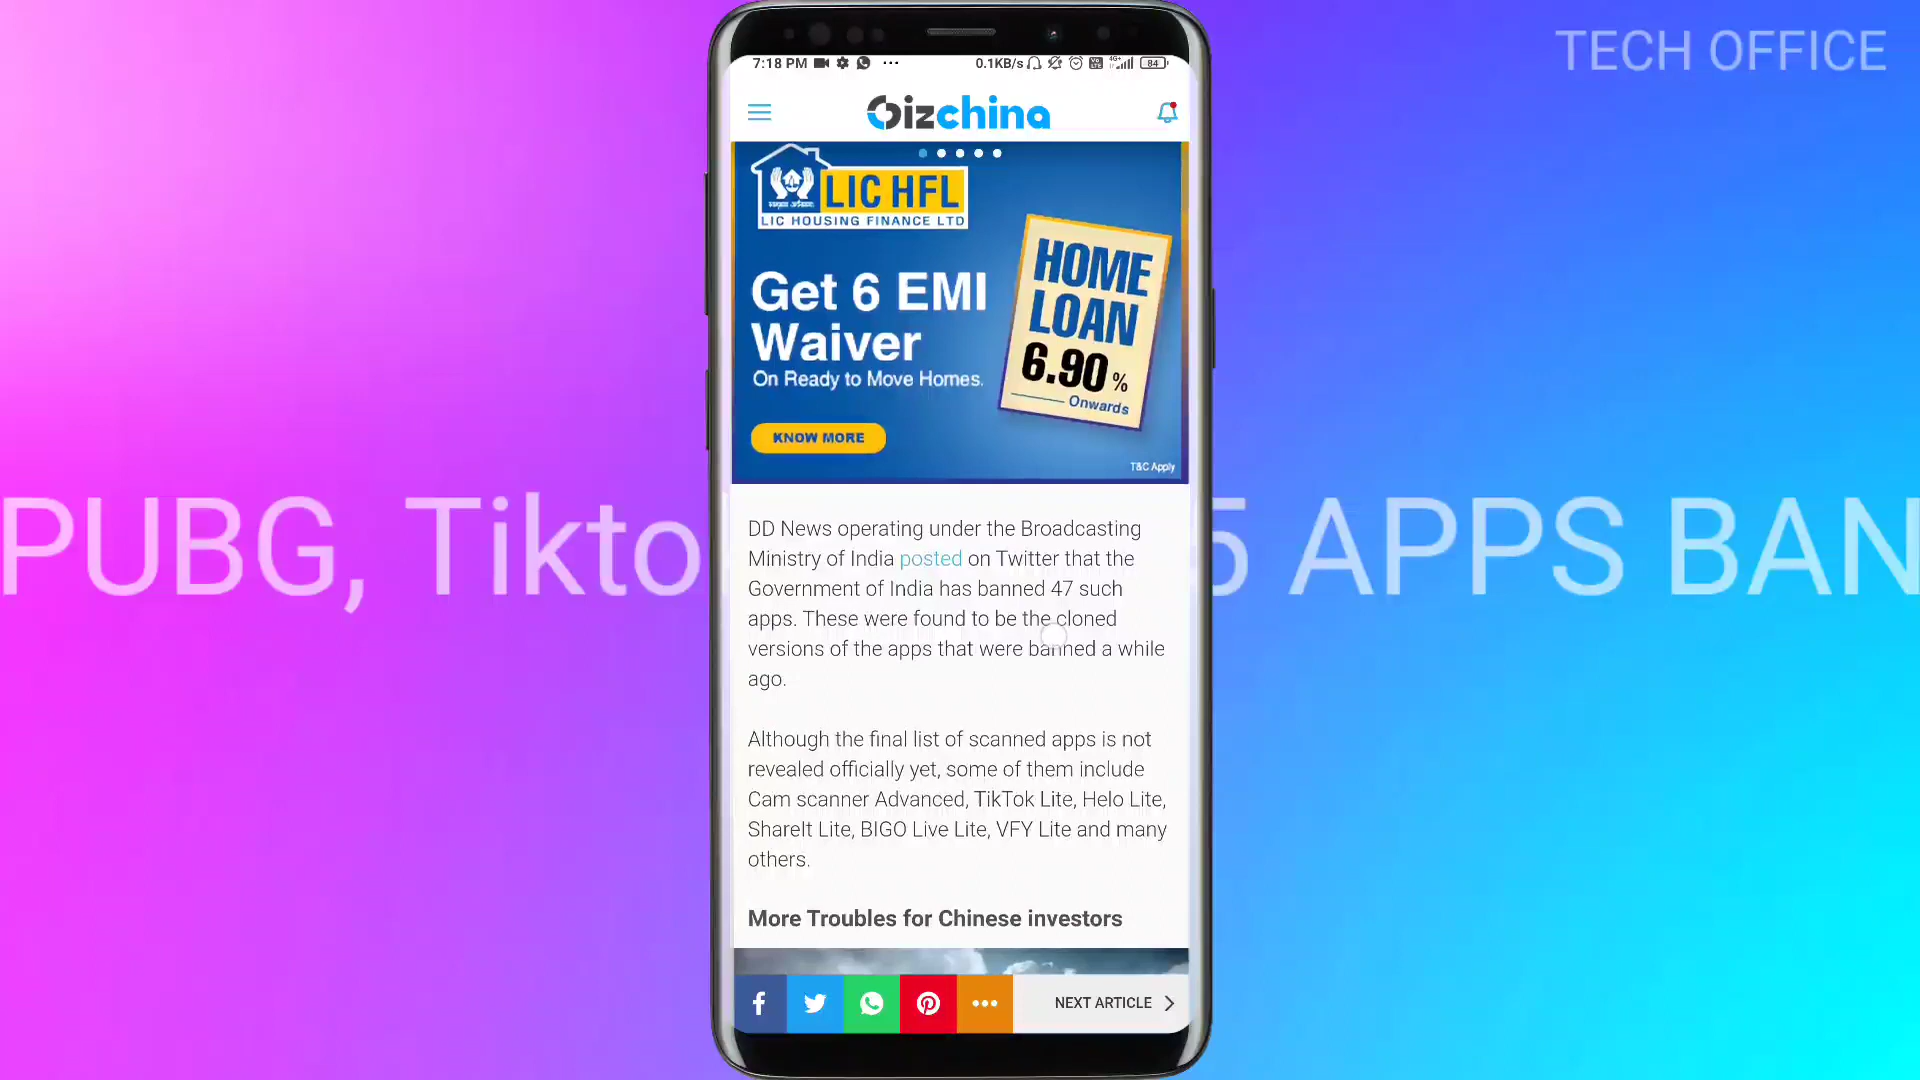 TECH OFFICE
7:18 PM ... 0.1KB/s 4G+ 84
Gizchina
LIC HFL
LIC HOUSING FINANCE LTD
Get 6 EMI
Waiver
On Ready to Move Homes.
KNOW MORE
HOME
LOAN
6.90%
Onwards
T&C Apply
PUBG, Tikto 5 APPS BAN
DD News operating under the Broadcasting
Ministry of India posted on Twitter that the
Government of India has banned 47 such
apps. These were found to be the cloned
versions of the apps that were banned a while
ago.
Although the final list of scanned apps is not
revealed officially yet, some of them include
Cam scanner Advanced, TikTok Lite, Helo Lite,
ShareIt Lite, BIGO Live Lite, VFY Lite and many
others.
More Troubles for Chinese investors
NEXT ARTICLE